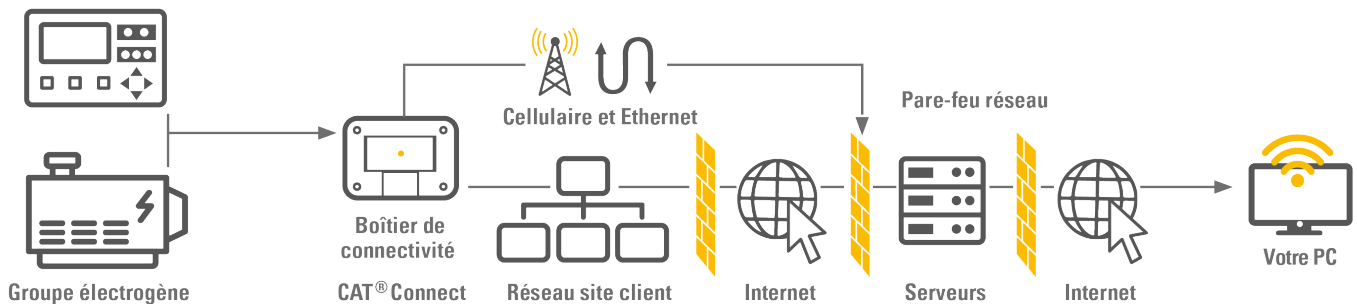 Cellulaire et Ethernet
Pare-feu réseau
Boîtier de
connectivité
Votre PC
Groupe électrogène
CAT® Connect
Réseau site client
Internet
Serveurs
Internet